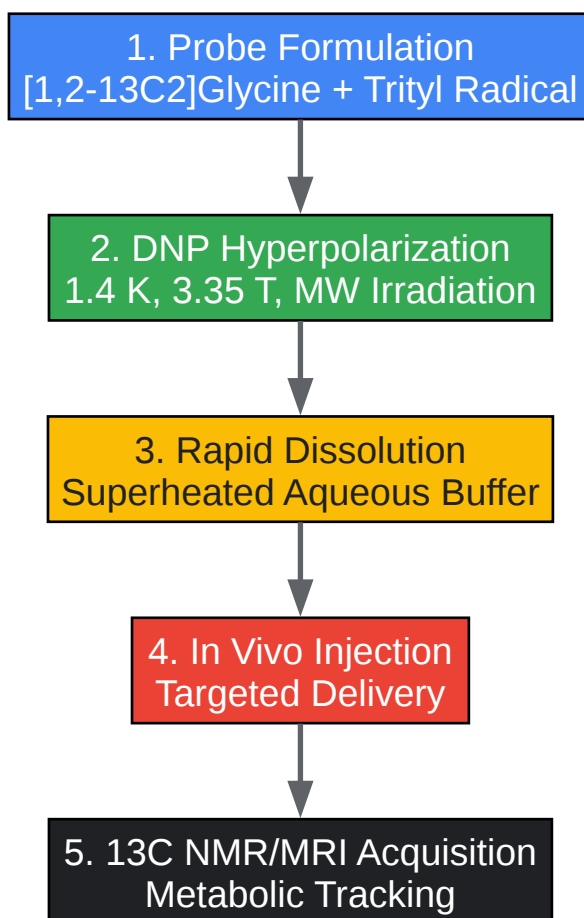 1. Probe Formulation
[1,2-13C2]Glycine + Trityl Radical
2. DNP Hyperpolarization
1.4 K, 3.35 T, MW Irradiation
3. Rapid Dissolution
Superheated Aqueous Buffer
4. In Vivo Injection
Targeted Delivery
5. 13C NMR/MRI Acquisition
Metabolic Tracking